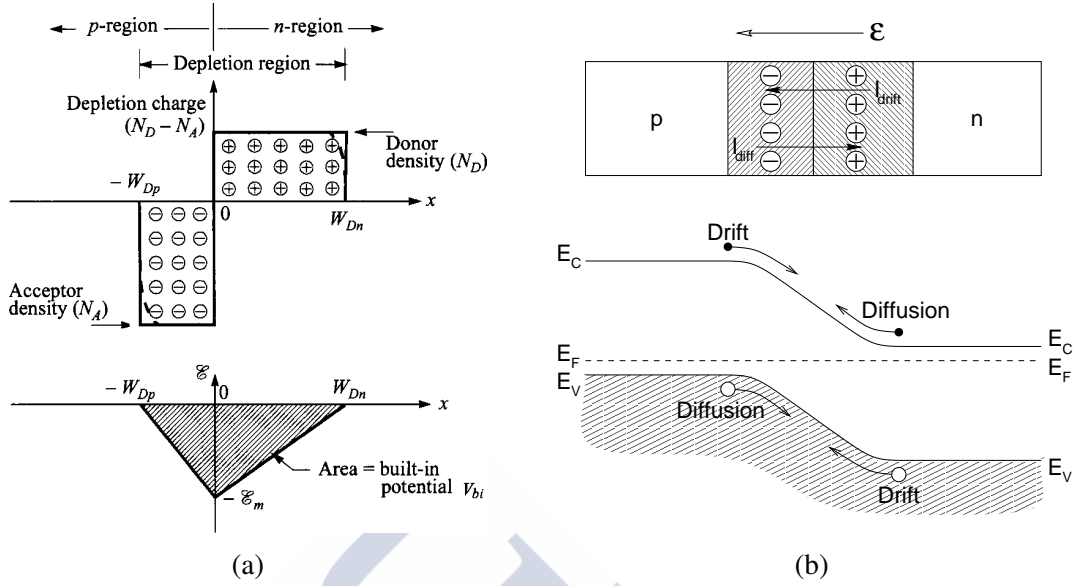 p-region
n-region
Depletion region
Depletion charge
(N_D – N_A)
Donor
density (N_D)
– W_Dp
0
W_Dn
x
Acceptor
density (N_A)
ℰ
– W_Dp
0
W_Dn
x
Area = built-in
potential V_bi
– ℰ_m
(a)
ε
p
I_drift
I_diff
n
Drift
E_C
Diffusion
E_C
E_F
E_F
E_V
Diffusion
E_V
Drift
(b)